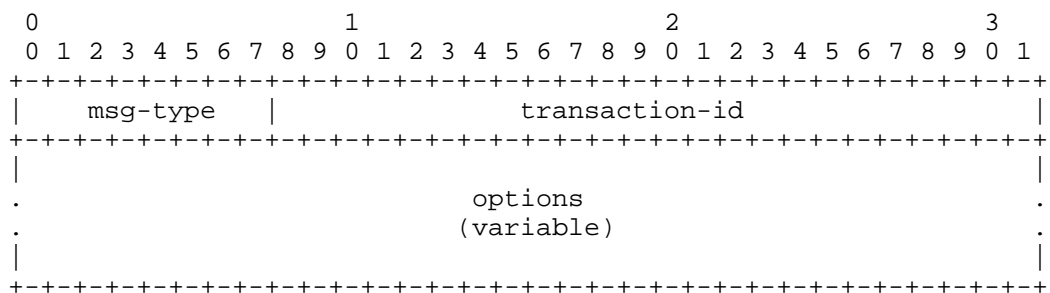 0                   1                   2                   3
 0 1 2 3 4 5 6 7 8 9 0 1 2 3 4 5 6 7 8 9 0 1 2 3 4 5 6 7 8 9 0 1
+-+-+-+-+-+-+-+-+-+-+-+-+-+-+-+-+-+-+-+-+-+-+-+-+-+-+-+-+-+-+-+-+
|    msg-type   |               transaction-id                  |
+-+-+-+-+-+-+-+-+-+-+-+-+-+-+-+-+-+-+-+-+-+-+-+-+-+-+-+-+-+-+-+-+
|                                                               |
.                            options                            .
.                           (variable)                          .
|                                                               |
+-+-+-+-+-+-+-+-+-+-+-+-+-+-+-+-+-+-+-+-+-+-+-+-+-+-+-+-+-+-+-+-+